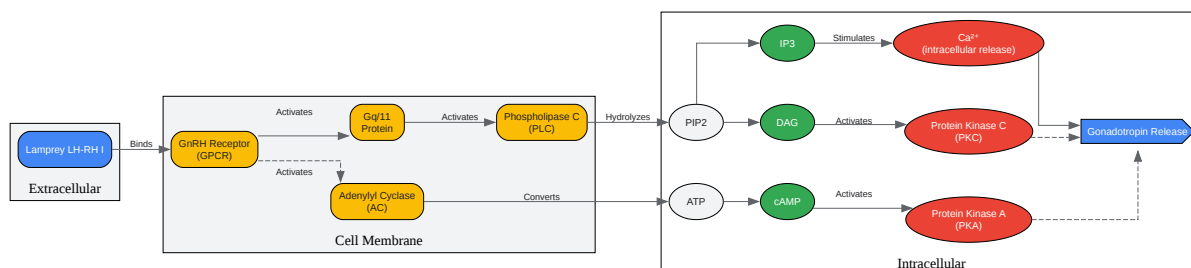 Lamprey LH-RH I
Extracellular
Binds
GnRH Receptor
(GPCR)
Activates
Activates
Gq/11
Protein
Activates
Phospholipase C
(PLC)
Adenylyl Cyclase
(AC)
Cell Membrane
Hydrolyzes
Converts
PIP2
IP3
Stimulates
Ca²⁺
(intracellular release)
DAG
Activates
Protein Kinase C
(PKC)
Gonadotropin Release
ATP
cAMP
Activates
Protein Kinase A
(PKA)
Intracellular